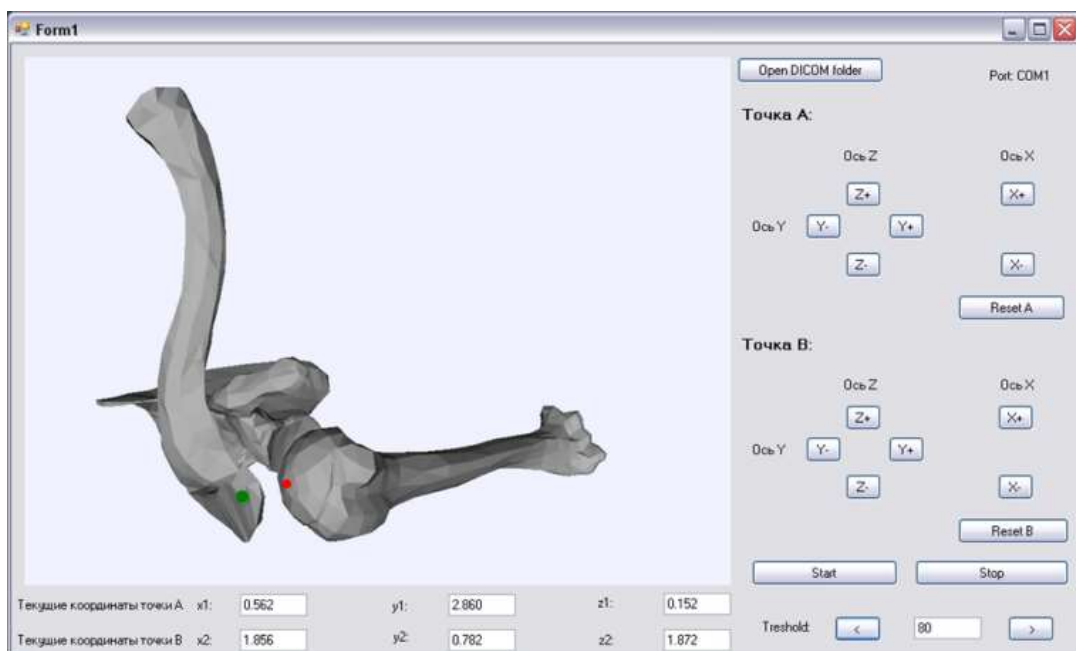 Form1
Open DICOM folder
Port: COM1
Точка A:
Ось Z Ось X
Z+ X+
Ось Y Y- Y+
Z- X-
Reset A
Точка B:
Ось Z Ось X
Z+ X+
Ось Y Y- Y+
Z- X-
Reset B
Start Stop
Текущие координаты точки A x1: 0.562 y1: 2.860 z1: 0.152
Текущие координаты точки B x2: 1.856 y2: 0.782 z2: 1.872
Treshold: < 80 >